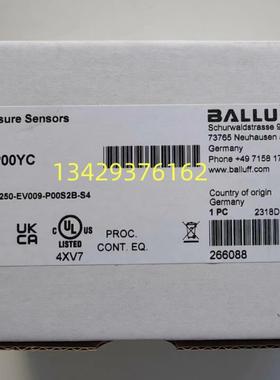 sure Sensors
BALLU
Schurwaldstrasse 9
73765 Neuhausen a
Germany
Phone +49 7158 17
www.balluff.com
P00YC
13429376162
250-EV009-P00S2B-S4
Country of origin
Germany
1 PC 2318D
UK
CA
C UL US
LISTED
4XV7
PROC.
CONT. EQ.
266088